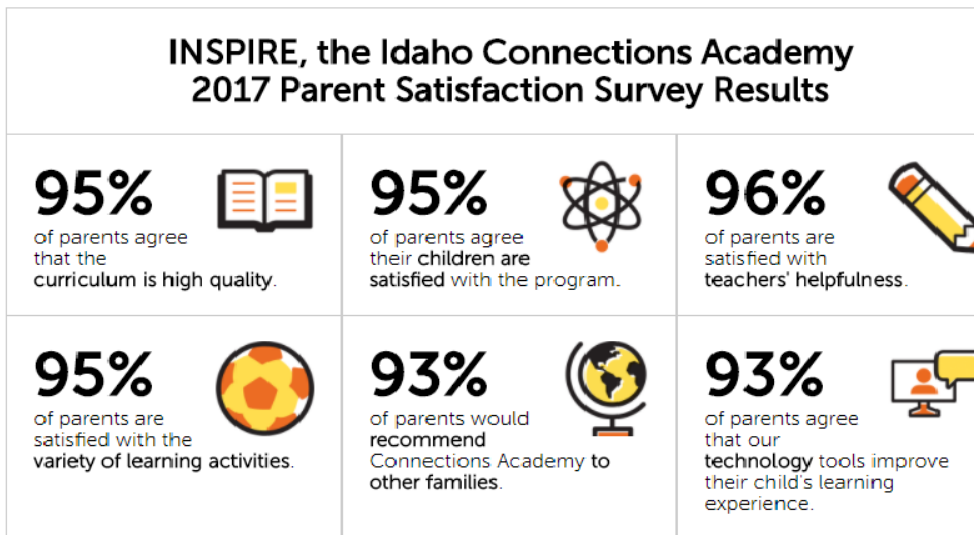 INSPIRE, the Idaho Connections Academy
2017 Parent Satisfaction Survey Results
95%
of parents agree
that the
curriculum is high quality.
95%
of parents agree
their children are
satisfied with the program.
96%
of parents are
satisfied with
teachers' helpfulness.
95%
of parents are
satisfied with the
variety of learning activities.
93%
of parents would
recommend
Connections Academy to
other families.
93%
of parents agree
that our
technology tools improve
their child's learning
experience.